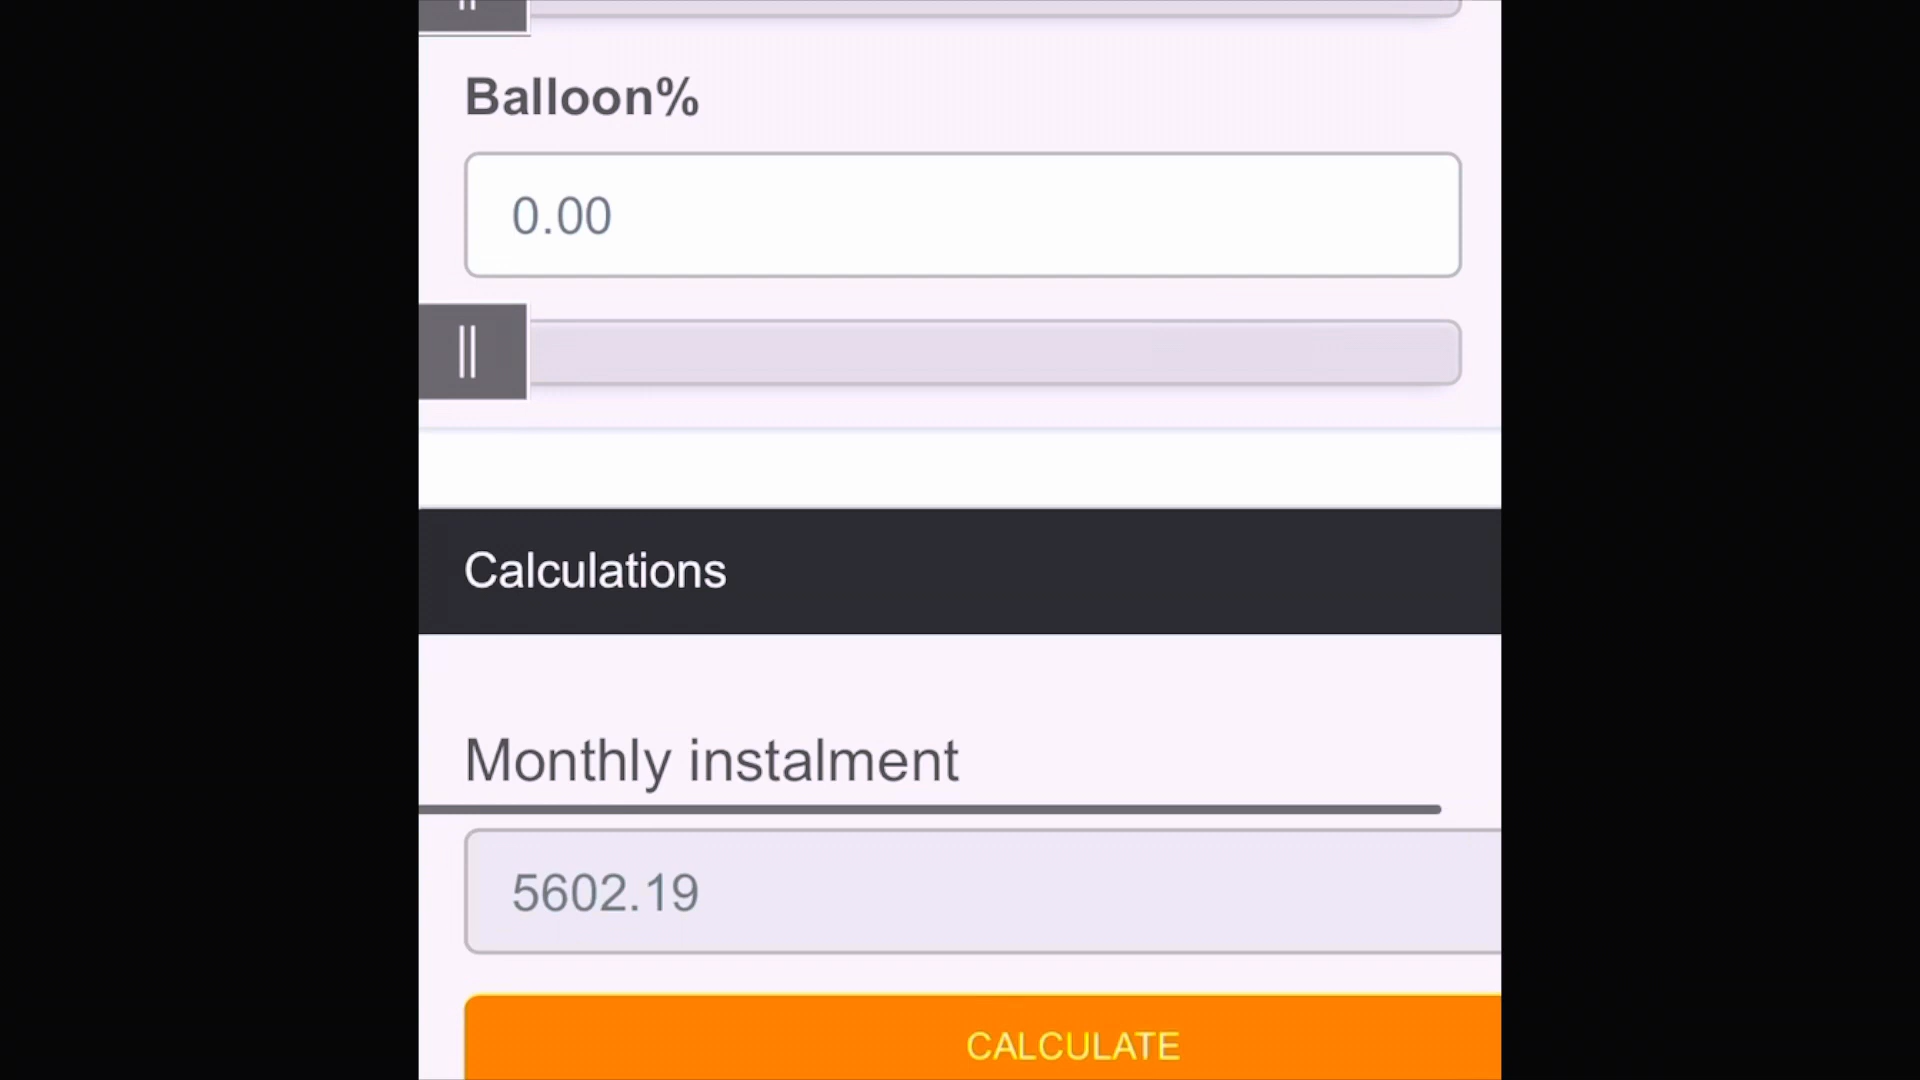 Balloon%
0.00
Calculations
Monthly instalment
5602.19
CALCULATE